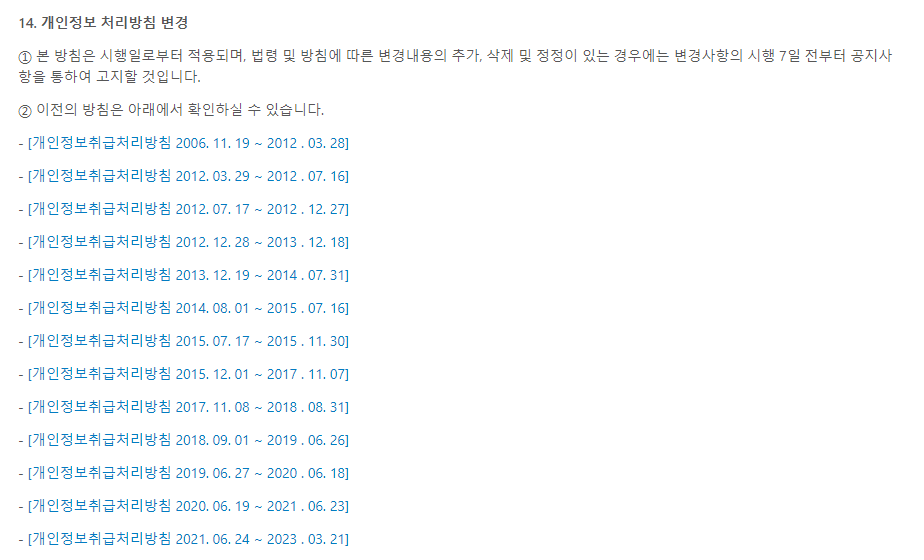 14. 개인정보 처리방침 변경
① 본 방침은 시행일로부터 적용되며, 법령 및 방침에 따른 변경내용의 추가, 삭제 및 정정이 있는 경우에는 변경사항의 시행 7일 전부터 공지사
항을 통하여 고지할 것입니다.
② 이전의 방침은 아래에서 확인하실 수 있습니다.
- [개인정보취급처리방침 2006. 11. 19 ~ 2012 . 03. 28]
- [개인정보취급처리방침 2012. 03. 29 ~ 2012 . 07. 16]
- [개인정보취급처리방침 2012. 07. 17 ~ 2012 . 12. 27]
- [개인정보취급처리방침 2012. 12. 28 ~ 2013 . 12. 18]
- [개인정보취급처리방침 2013. 12. 19 ~ 2014 . 07. 31]
- [개인정보취급처리방침 2014. 08. 01 ~ 2015 . 07. 16]
- [개인정보취급처리방침 2015. 07. 17 ~ 2015 . 11. 30]
- [개인정보취급처리방침 2015. 12. 01 ~ 2017 . 11. 07]
- [개인정보취급처리방침 2017. 11. 08 ~ 2018 . 08. 31]
- [개인정보취급처리방침 2018. 09. 01 ~ 2019 . 06. 26]
- [개인정보취급처리방침 2019. 06. 27 ~ 2020 . 06. 18]
- [개인정보취급처리방침 2020. 06. 19 ~ 2021 . 06. 23]
- [개인정보취급처리방침 2021. 06. 24 ~ 2023 . 03. 21]